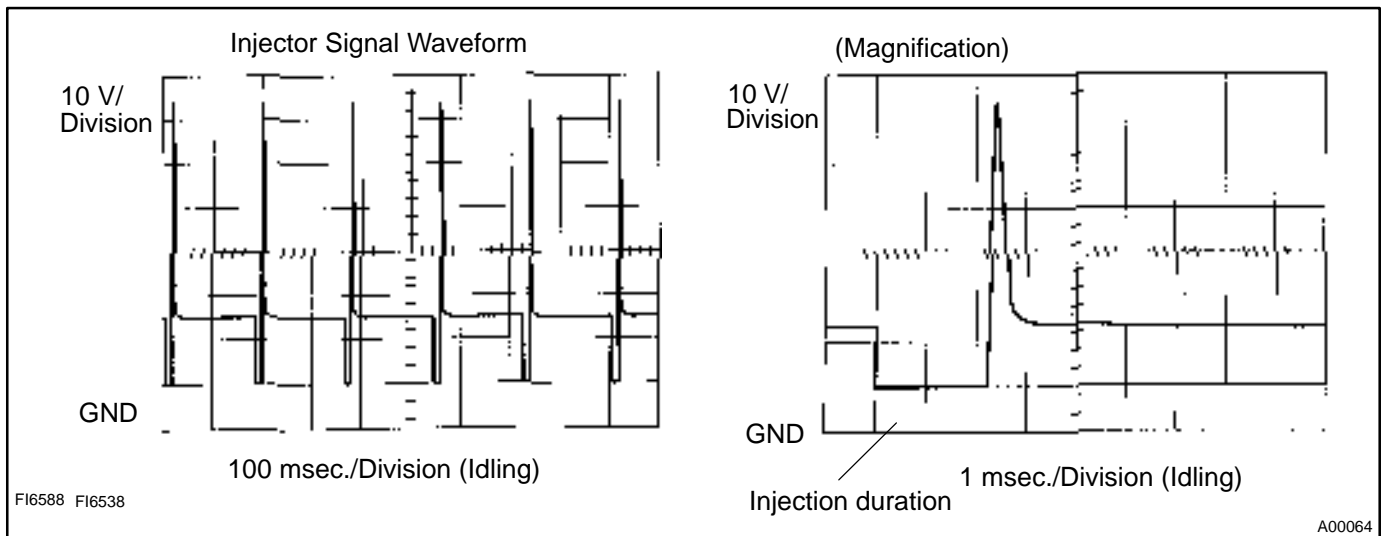 Injector Signal Waveform
(Magnification)
10 V/
Division
10 V/
Division
GND
GND
100 msec./Division (Idling)
1 msec./Division (Idling)
Injection duration
FI6588 FI6538
A00064